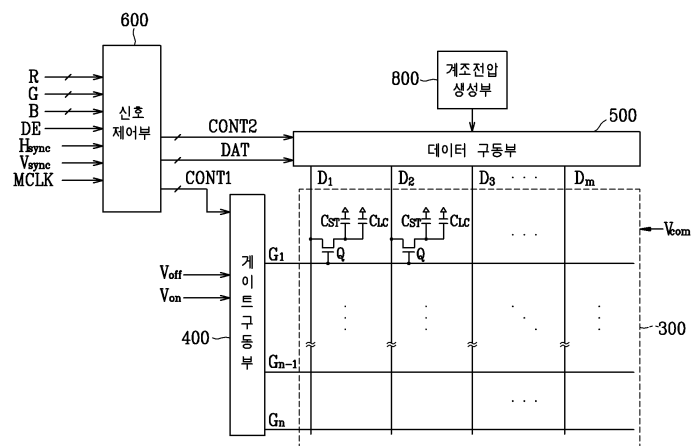 600
R
G
B
DE
Hsync
Vsync
MCLK
신호
제어부
CONT2
DAT
CONT1
800
계조전압
생성부
500
데이터 구동부
D1
D2
D3
· · ·
Dm
CST
CLC
CST
CLC
· · ·
Vcom
Q
Q
G1
Voff
Von
게이트구동부
400
300
Gn-1
Gn
· · ·